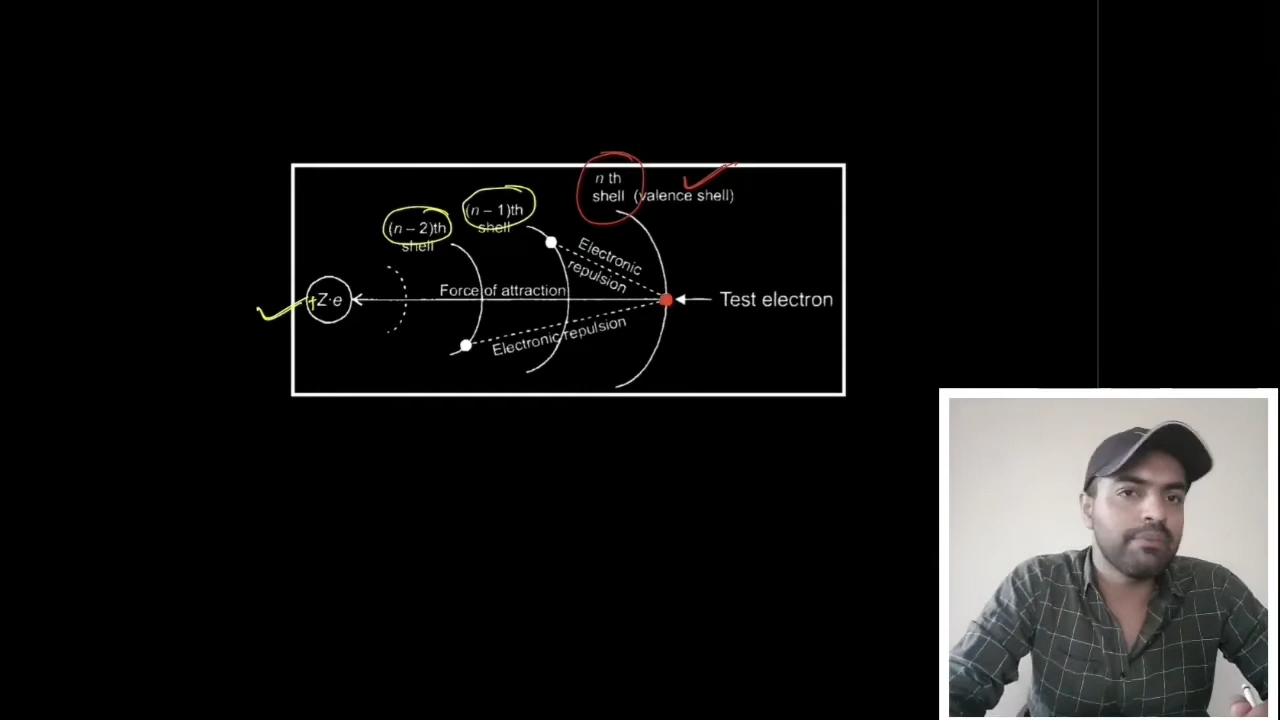 n th
shell (valence shell)
(n – 1)th
shell
(n – 2)th
shell
Electronic
repulsion
Force of attraction
+Z·e
Test electron
Electronic repulsion